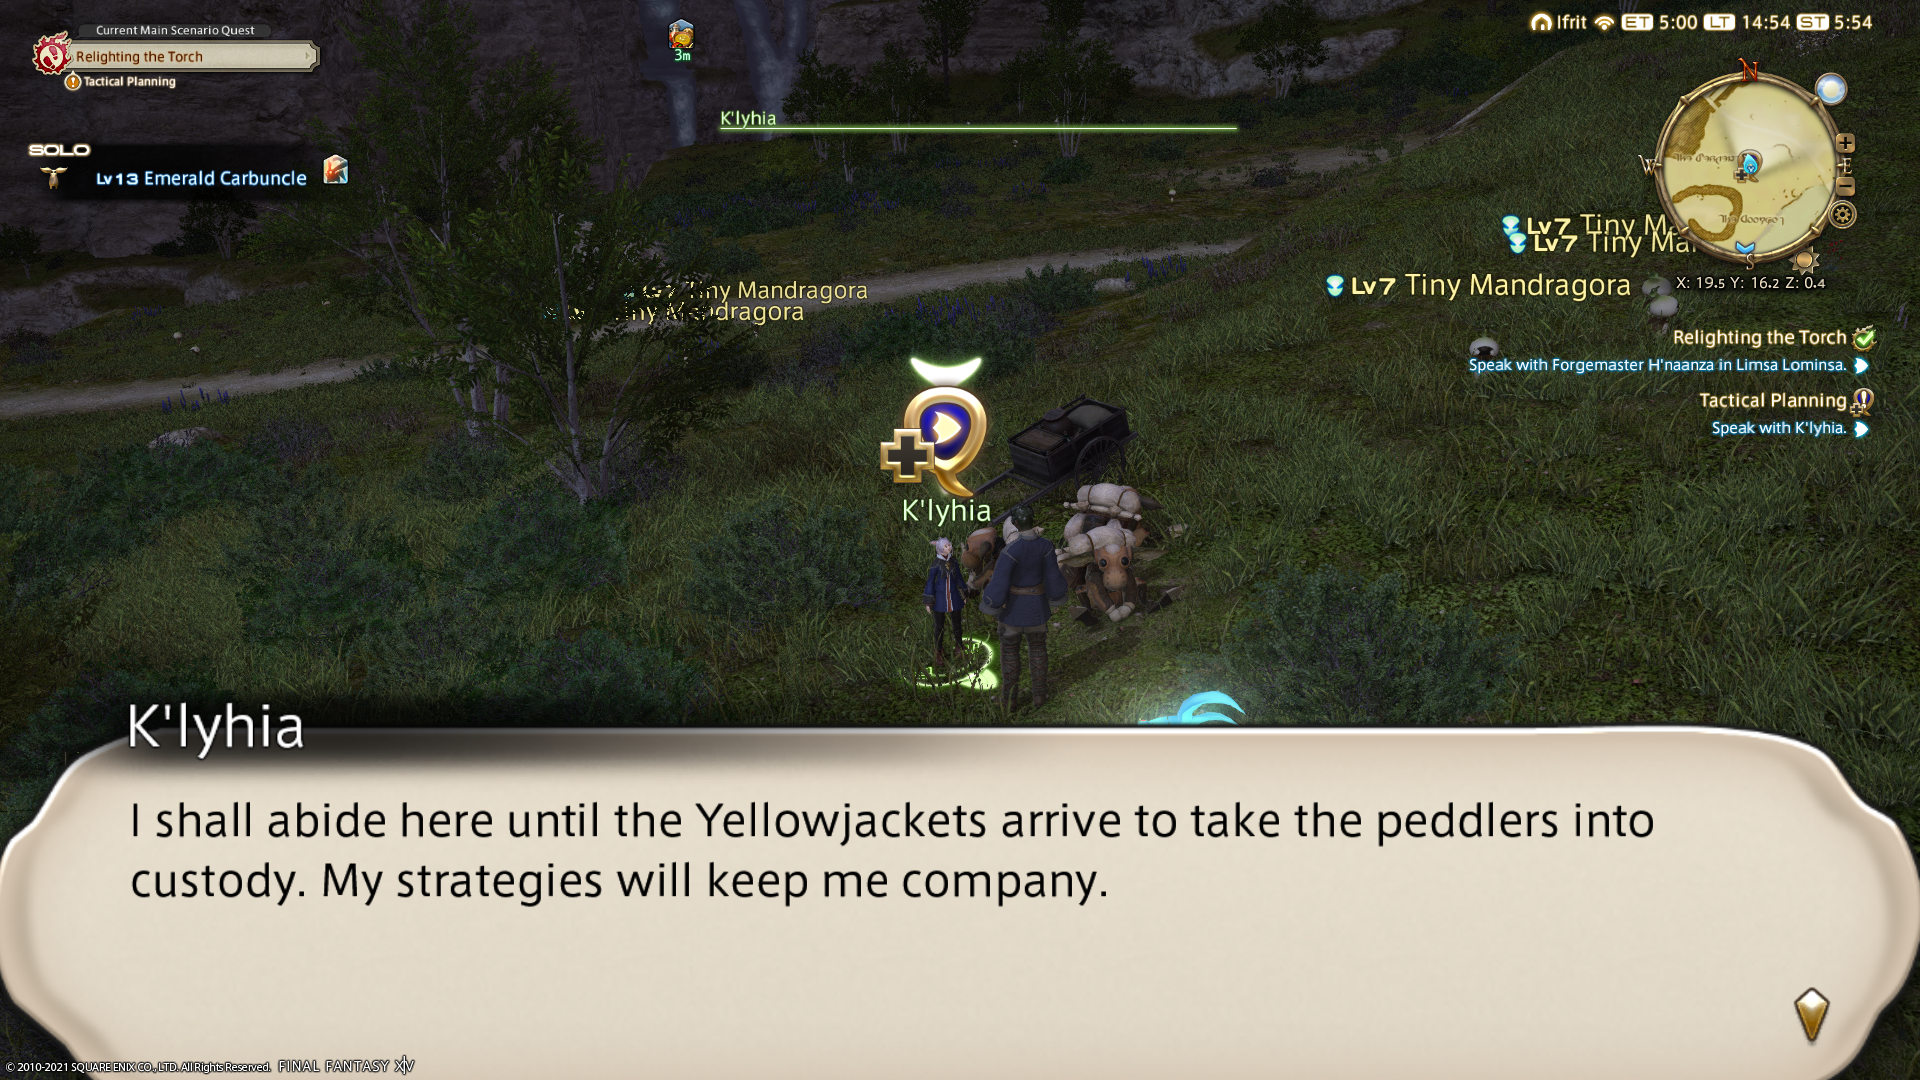 Current Main Scenario Quest
Relighting the Torch
Tactical Planning
3m
Ifrit ET 5:00 LT 14:54 ST 5:54
N
W
E
S
K'lyhia
SOLO
Lv13 Emerald Carbuncle
Lv7 Tiny
Lv7 Tiny
Lv7 Tiny Mandragora
X: 19.5 Y: 16.2 Z: 0.4
Tiny Mandragora
Mandragora
Relighting the Torch
Speak with Forgemaster H'naanza in Limsa Lominsa.
Tactical Planning
Speak with K'lyhia.
K'lyhia
K'lyhia
I shall abide here until the Yellowjackets arrive to take the peddlers into
custody. My strategies will keep me company.
© 2010-2021 SQUARE ENIX CO., LTD. All Rights Reserved. FINAL FANTASY XIV